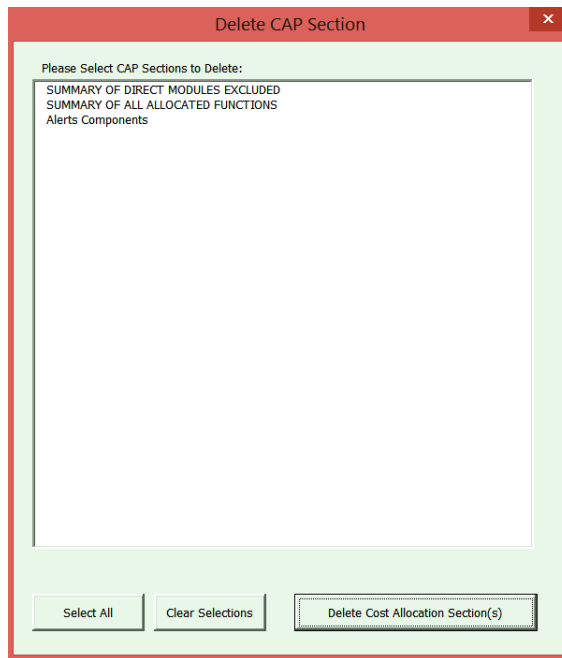 Delete CAP Section
x
Please Select CAP Sections to Delete:
SUMMARY OF DIRECT MODULES EXCLUDED
SUMMARY OF ALL ALLOCATED FUNCTIONS
Alerts Components
Select All
Clear Selections
Delete Cost Allocation Section(s)